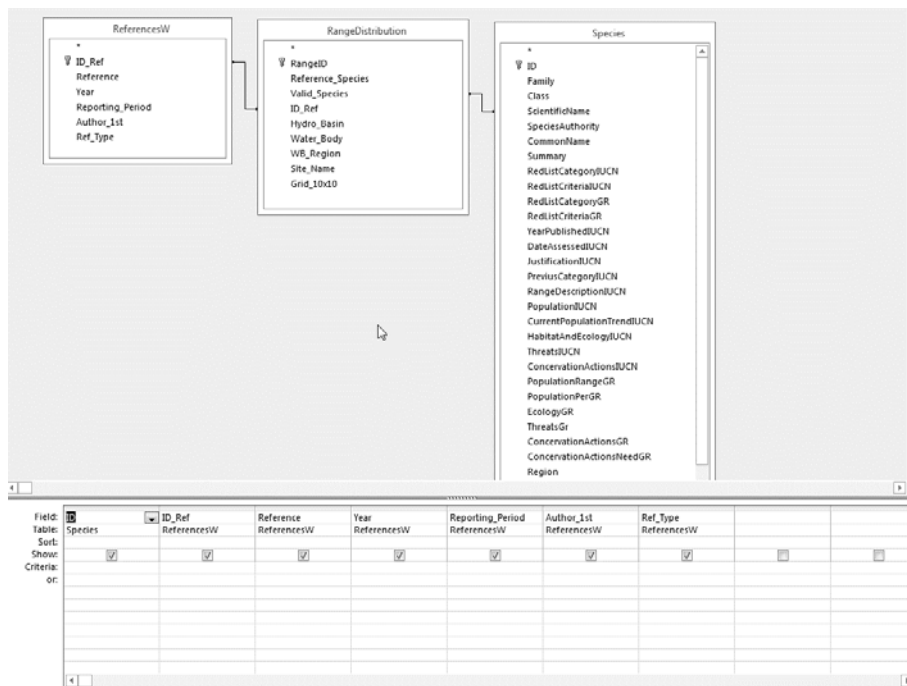 ReferencesW
*
ID_Ref
Reference
Year
Reporting_Period
Author_1st
Ref_Type
RangeDistribution
*
RangeID
Reference_Species
Valid_Species
ID_Ref
Hydro_Basin
Water_Body
WB_Region
Site_Name
Grid_10x10
Species
*
ID
Family
Class
ScientificName
SpeciesAuthority
CommonName
Summary
RedListCategoryIUCN
RedListCriteriaIUCN
RedListCategoryGR
RedListCriteriaGR
YearPublishedIUCN
DateAssessedIUCN
JustificationIUCN
PreviusCategoryIUCN
RangeDescriptionIUCN
PopulationIUCN
CurrentPopulationTrendIUCN
HabitatAndEcologyIUCN
ThreatsIUCN
ConcervationActionsIUCN
PopulationRangeGR
PopulationPerGR
EcologyGR
ThreatsGr
ConcervationActionsGR
ConcervationActionsNeedGR
Region
Field: ID ID_Ref Reference Year Reporting_Period Author_1st Ref_Type
Table: Species ReferencesW ReferencesW ReferencesW ReferencesW ReferencesW ReferencesW
Sort:
Show:
Criteria:
or: